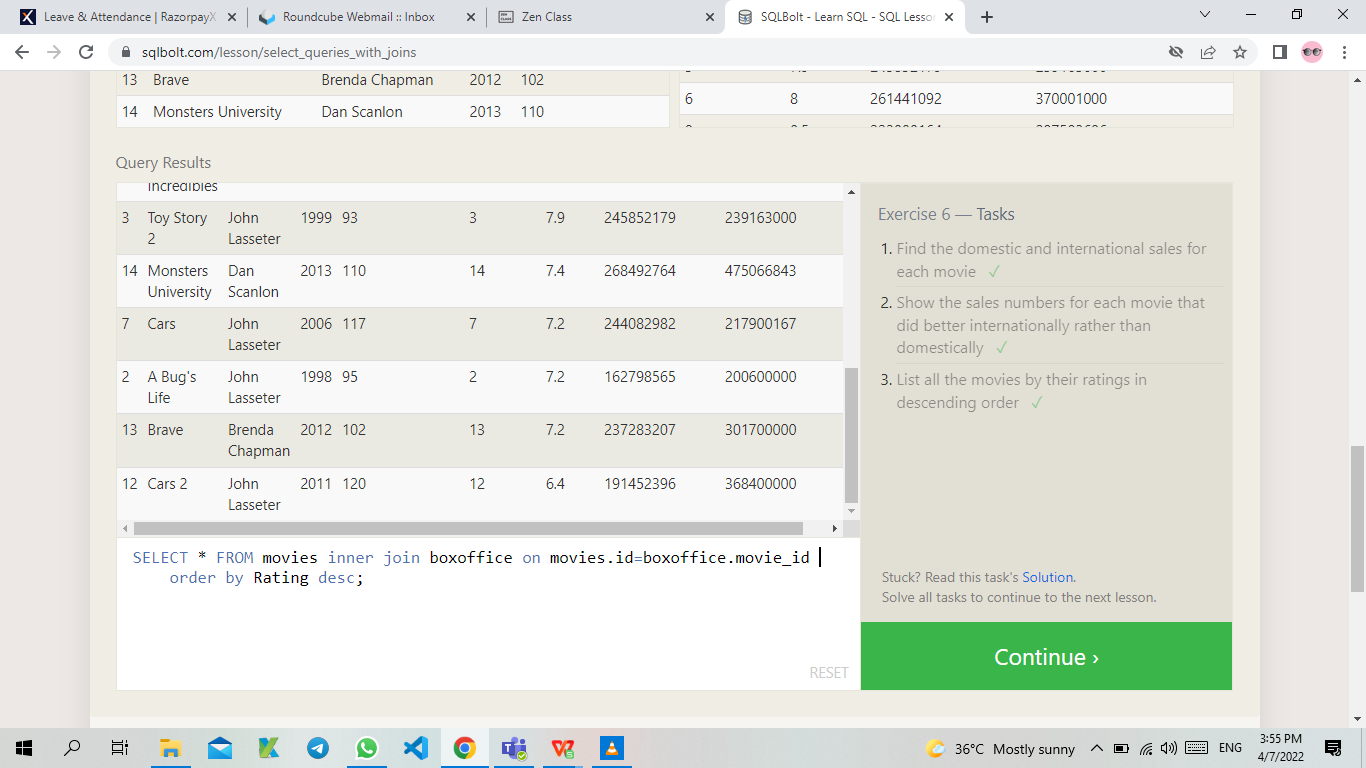 Leave & Attendance | RazorpayX
Roundcube Webmail :: Inbox
Zen Class
SQLBolt - Learn SQL - SQL Lesso
sqlbolt.com/lesson/select_queries_with_joins
13 Brave Brenda Chapman 2012 102
14 Monsters University Dan Scanlon 2013 110
6 8 261441092 370001000
Query Results
Incredibles
3 Toy Story 2 John Lasseter 1999 93 3 7.9 245852179 239163000
14 Monsters University Dan Scanlon 2013 110 14 7.4 268492764 475066843
7 Cars John Lasseter 2006 117 7 7.2 244082982 217900167
2 A Bug's Life John Lasseter 1998 95 2 7.2 162798565 200600000
13 Brave Brenda Chapman 2012 102 13 7.2 237283207 301700000
12 Cars 2 John Lasseter 2011 120 12 6.4 191452396 368400000
SELECT * FROM movies inner join boxoffice on movies.id=boxoffice.movie_id
order by Rating desc;
RESET
Exercise 6 — Tasks
1. Find the domestic and international sales for
each movie ✓
2. Show the sales numbers for each movie that
did better internationally rather than
domestically ✓
3. List all the movies by their ratings in
descending order ✓
Stuck? Read this task's Solution.
Solve all tasks to continue to the next lesson.
Continue ›
36°C Mostly sunny
ENG
3:55 PM
4/7/2022